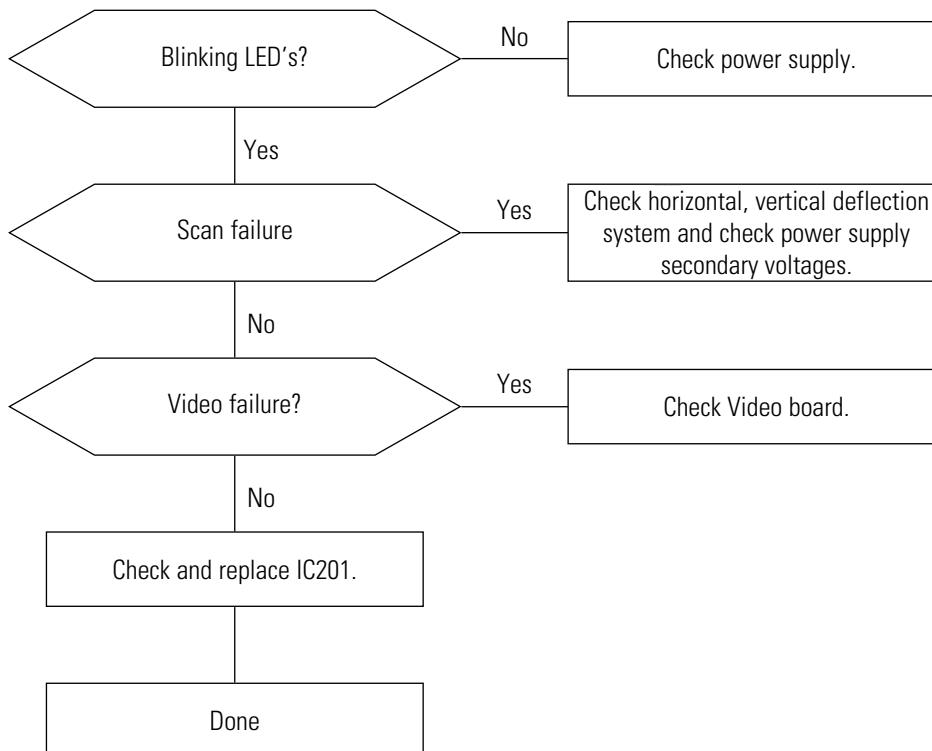 Blinking LED's?
No
Check power supply.
Yes
Scan failure
Yes
Check horizontal, vertical deflection
system and check power supply
secondary voltages.
No
Video failure?
Yes
Check Video board.
No
Check and replace IC201.
Done